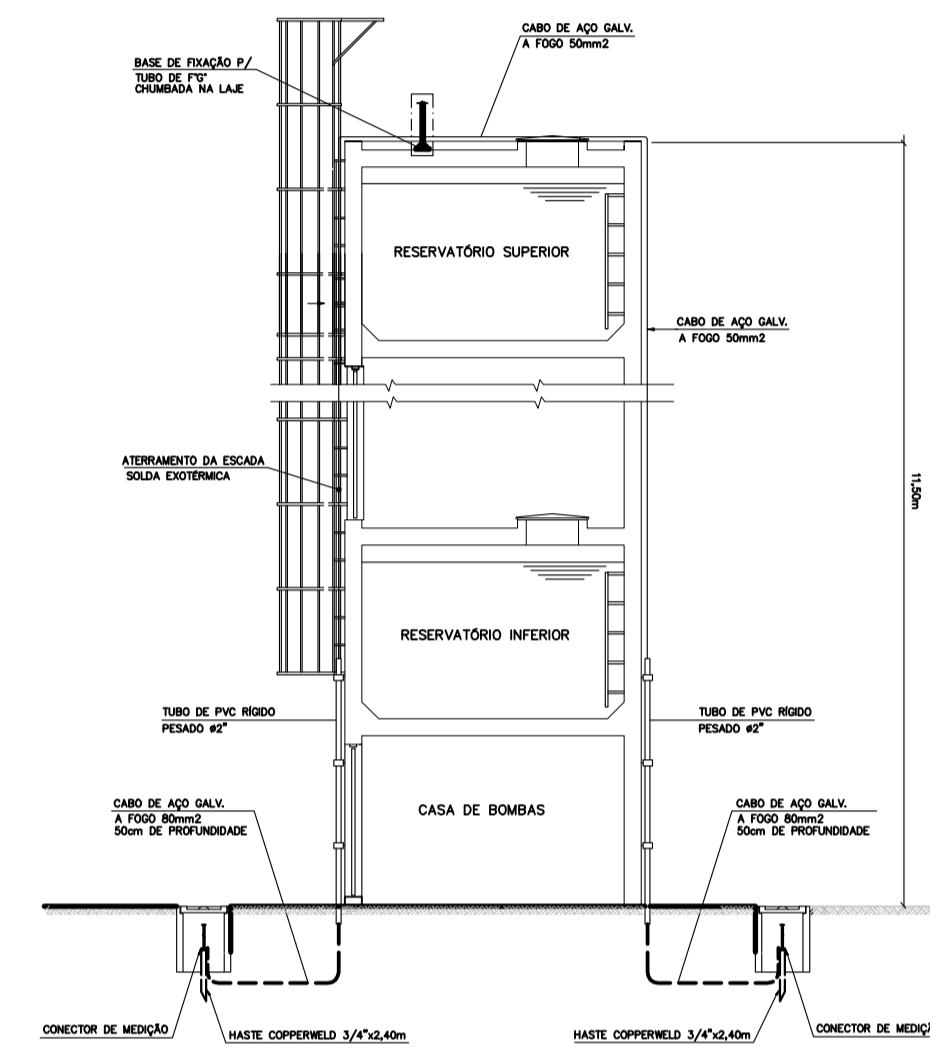 CABO DE AÇO GALV.
A FOGO 50mm2
BASE DE FIXAÇÃO P/
TUBO DE F°G°
CHUMBADA NA LAJE
RESERVATÓRIO SUPERIOR
CABO DE AÇO GALV.
A FOGO 50mm2
ATERRAMENTO DA ESCADA
SOLDA EXOTÉRMICA
11,50m
RESERVATÓRIO INFERIOR
TUBO DE PVC RÍGIDO
PESADO ø2"
TUBO DE PVC RÍGIDO
PESADO ø2"
CABO DE AÇO GALV.
A FOGO 80mm2
50cm DE PROFUNDIDADE
CASA DE BOMBAS
CABO DE AÇO GALV.
A FOGO 80mm2
50cm DE PROFUNDIDADE
CONECTOR DE MEDIÇÃO
HASTE COPPERWELD 3/4"x2,40m
HASTE COPPERWELD 3/4"x2,40m
CONECTOR DE MEDIÇÃ